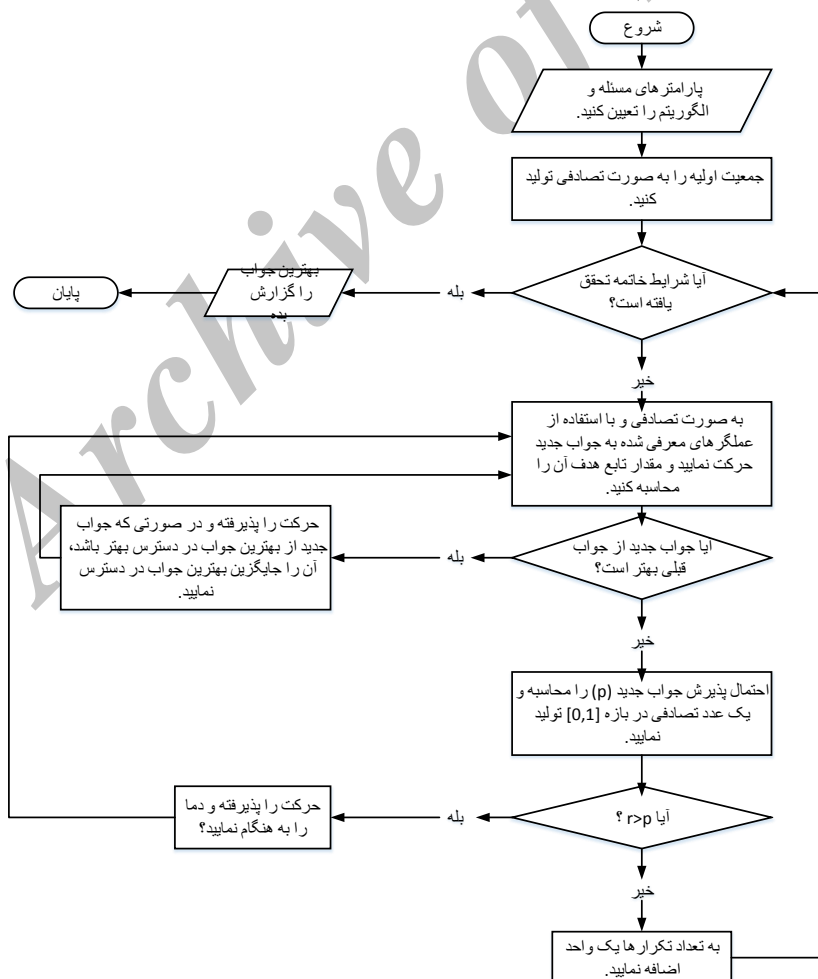 شروع
پارامترهای مسئله و
الگوریتم را تعیین کنید.
جمعیت اولیه را به صورت تصادفی تولید
کنید.
آیا شرایط خاتمه تحقق
یافته است؟
بله
بهترین جواب
را گزارش
بده
پایان
خیر
به صورت تصادفی و با استفاده از
عملگرهای معرفی شده به جواب جدید
حرکت نمایید و مقدار تابع هدف آن را
محاسبه کنید.
ایا جواب جدید از جواب
قبلی بهتر است؟
بله
حرکت را پذیرفته و در صورتی که جواب
جدید از بهترین جواب در دسترس بهتر باشد،
آن را جایگزین بهترین جواب در دسترس
نمایید.
خیر
احتمال پذیرش جواب جدید (p) را محاسبه و
یک عدد تصادفی در بازه [0,1] تولید
نمایید.
آیا r>p ؟
بله
حرکت را پذیرفته و دما
را به هنگام نمایید؟
خیر
به تعداد تکرارها یک واحد
اضافه نمایید.
Archive of